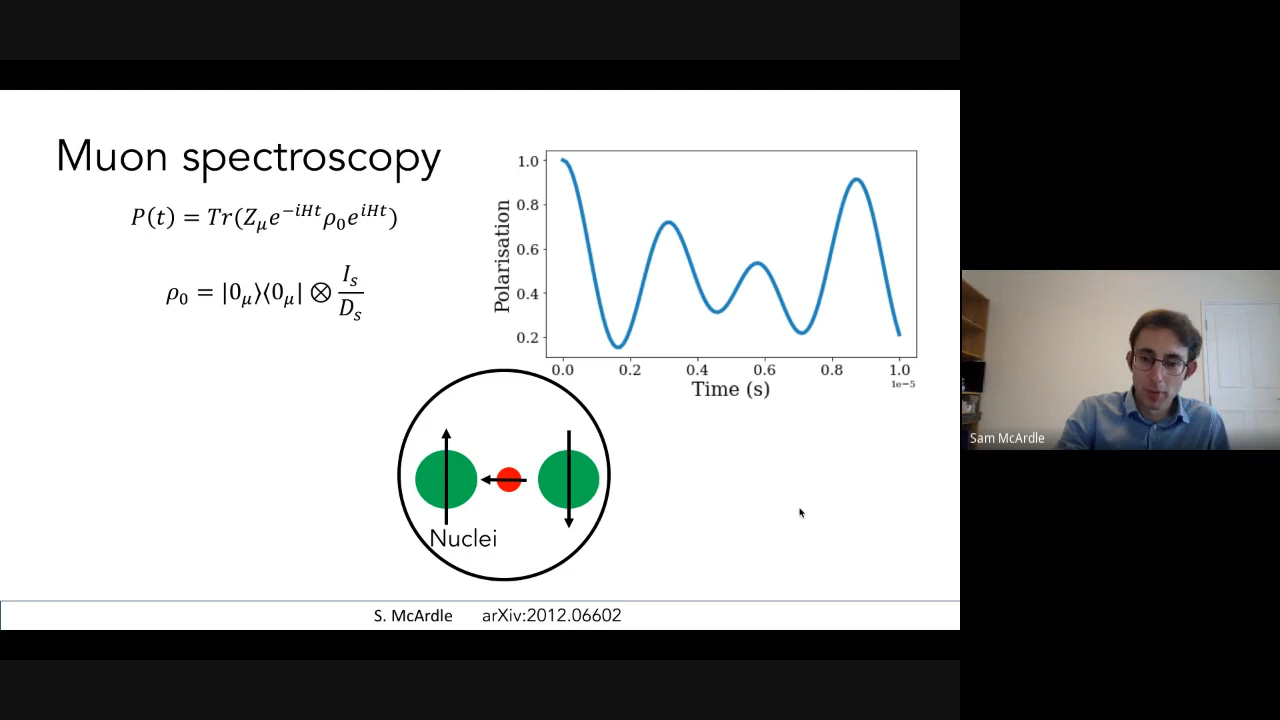 Muon spectroscopy
P(t) = Tr(Z_μ e^{-iHt} ρ_0 e^{iHt})
ρ_0 = |0_μ⟩⟨0_μ| ⊗ I_s/D_s
1.0
0.8
0.6
0.4
0.2
Polarisation
0.0 0.2 0.4 0.6 0.8 1.0
1e−5
Time (s)
Nuclei
S. McArdle arXiv:2012.06602
Sam McArdle